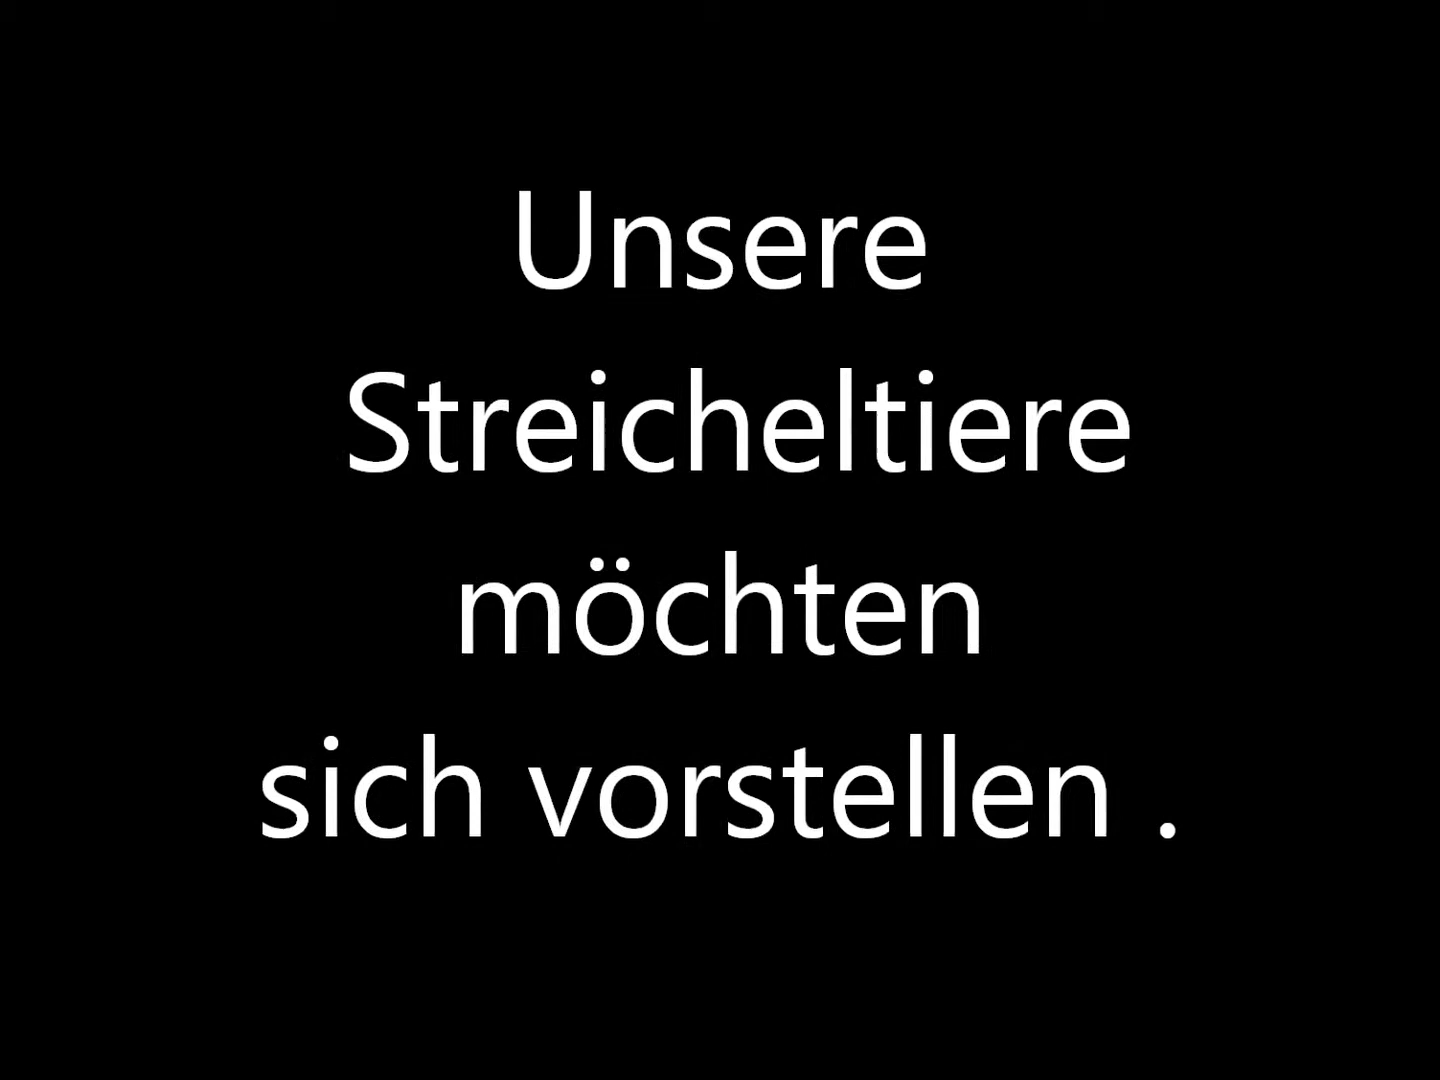 Unsere
Streicheltiere
möchten
sich vorstellen .